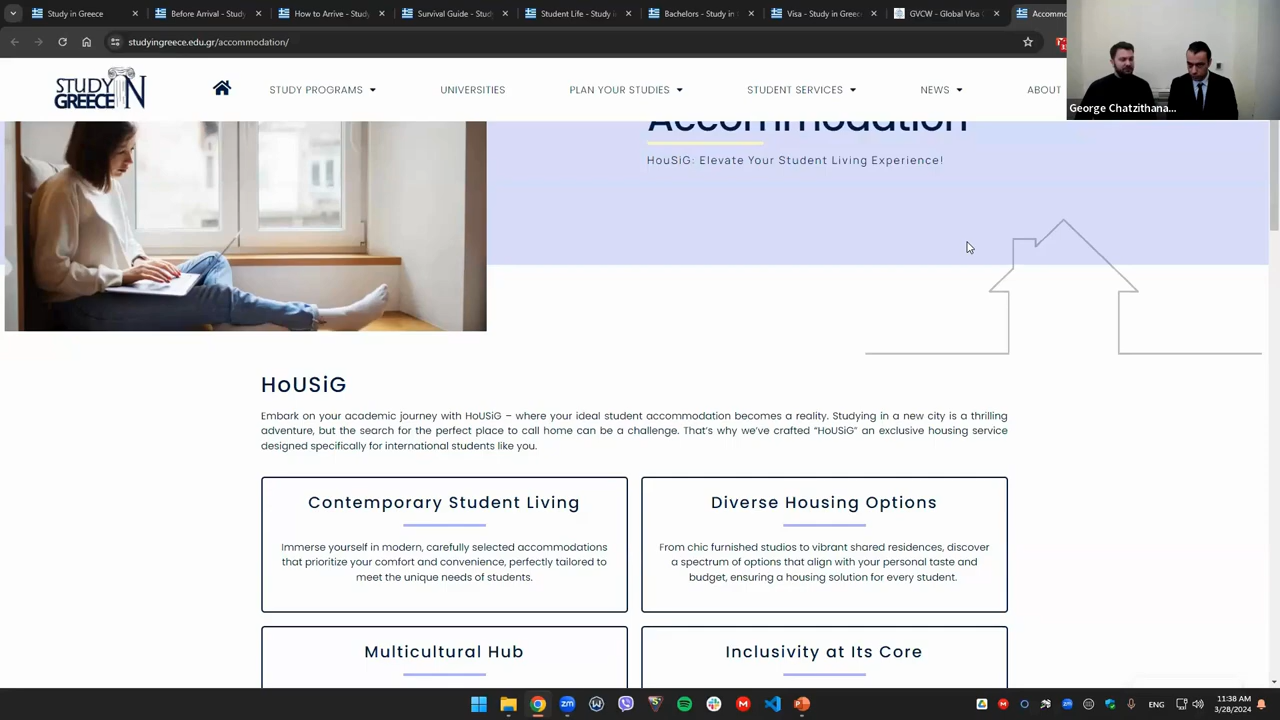 Study in Greece
Before Arrival - Study
How to Arrive - Study
Survival Guide - Study
Student Life - Study in
Bachelors - Study in
Visa - Study in Greece
GVCW - Global Visa
Accommo
studyingreece.edu.gr/accommodation/
STUDY IN
GREECE
STUDY PROGRAMS
UNIVERSITIES
PLAN YOUR STUDIES
STUDENT SERVICES
NEWS
ABOUT
George Chatzithana...
Accommodation
HouSiG: Elevate Your Student Living Experience!
HoUSiG
Embark on your academic journey with HoUSiG – where your ideal student accommodation becomes a reality. Studying in a new city is a thrilling
adventure, but the search for the perfect place to call home can be a challenge. That's why we've crafted “HoUSiG” an exclusive housing service
designed specifically for international students like you.
Contemporary Student Living
Immerse yourself in modern, carefully selected accommodations
that prioritize your comfort and convenience, perfectly tailored to
meet the unique needs of students.
Diverse Housing Options
From chic furnished studios to vibrant shared residences, discover
a spectrum of options that align with your personal taste and
budget, ensuring a housing solution for every student.
Multicultural Hub
Inclusivity at Its Core
ENG
11:38 AM
3/28/2024